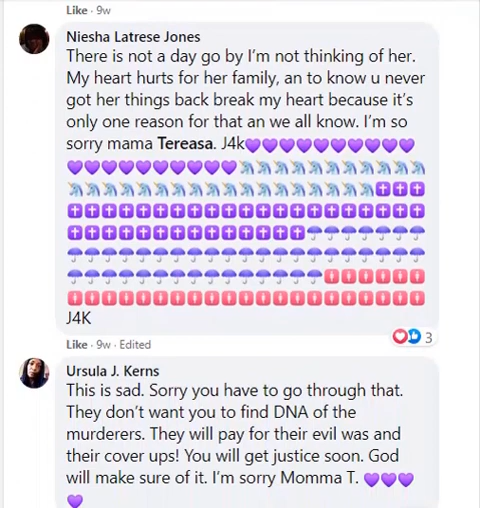 Like · 9w
Niesha Latrese Jones
There is not a day go by I'm not thinking of her.
My heart hurts for her family, an to know u never
got her things back break my heart because it's
only one reason for that an we all know. I'm so
sorry mama Tereasa. J4k💜💜💜💜💜💜💜💜💜💜
💜💜💜💜💜💜💜💜💜💜🦄🦄🦄🦄🦄🦄🦄🦄🦄🦄🦄
🦄🦄🦄🦄🦄🦄🦄🦄🦄🦄🦄🦄🦄🦄🦄🦄🦄🦄✝️✝️✝️
✝️✝️✝️✝️✝️✝️✝️✝️✝️✝️✝️✝️✝️✝️✝️✝️✝️✝️✝️✝️✝️
✝️✝️✝️✝️✝️✝️✝️✝️✝️✝️✝️✝️✝️✝️☂️☂️☂️☂️☂️☂️☂️
☂️☂️☂️☂️☂️☂️☂️☂️☂️☂️☂️☂️☂️☂️☂️☂️☂️☂️☂️☂️☂️
☂️☂️☂️☂️☂️☂️☂️☂️☂️☂️☂️☂️☂️☂️☂️🚺🚺🚺🚺🚺🚺
🚺🚺🚺🚺🚺🚺🚺🚺🚺🚺🚺🚺🚺🚺🚺🚺🚺🚺🚺🚺🚺
J4K
Like · 9w · Edited 3
Ursula J. Kerns
This is sad. Sorry you have to go through that.
They don't want you to find DNA of the
murderers. They will pay for their evil was and
their cover ups! You will get justice soon. God
will make sure of it. I'm sorry Momma T. 💜💜💜
💜